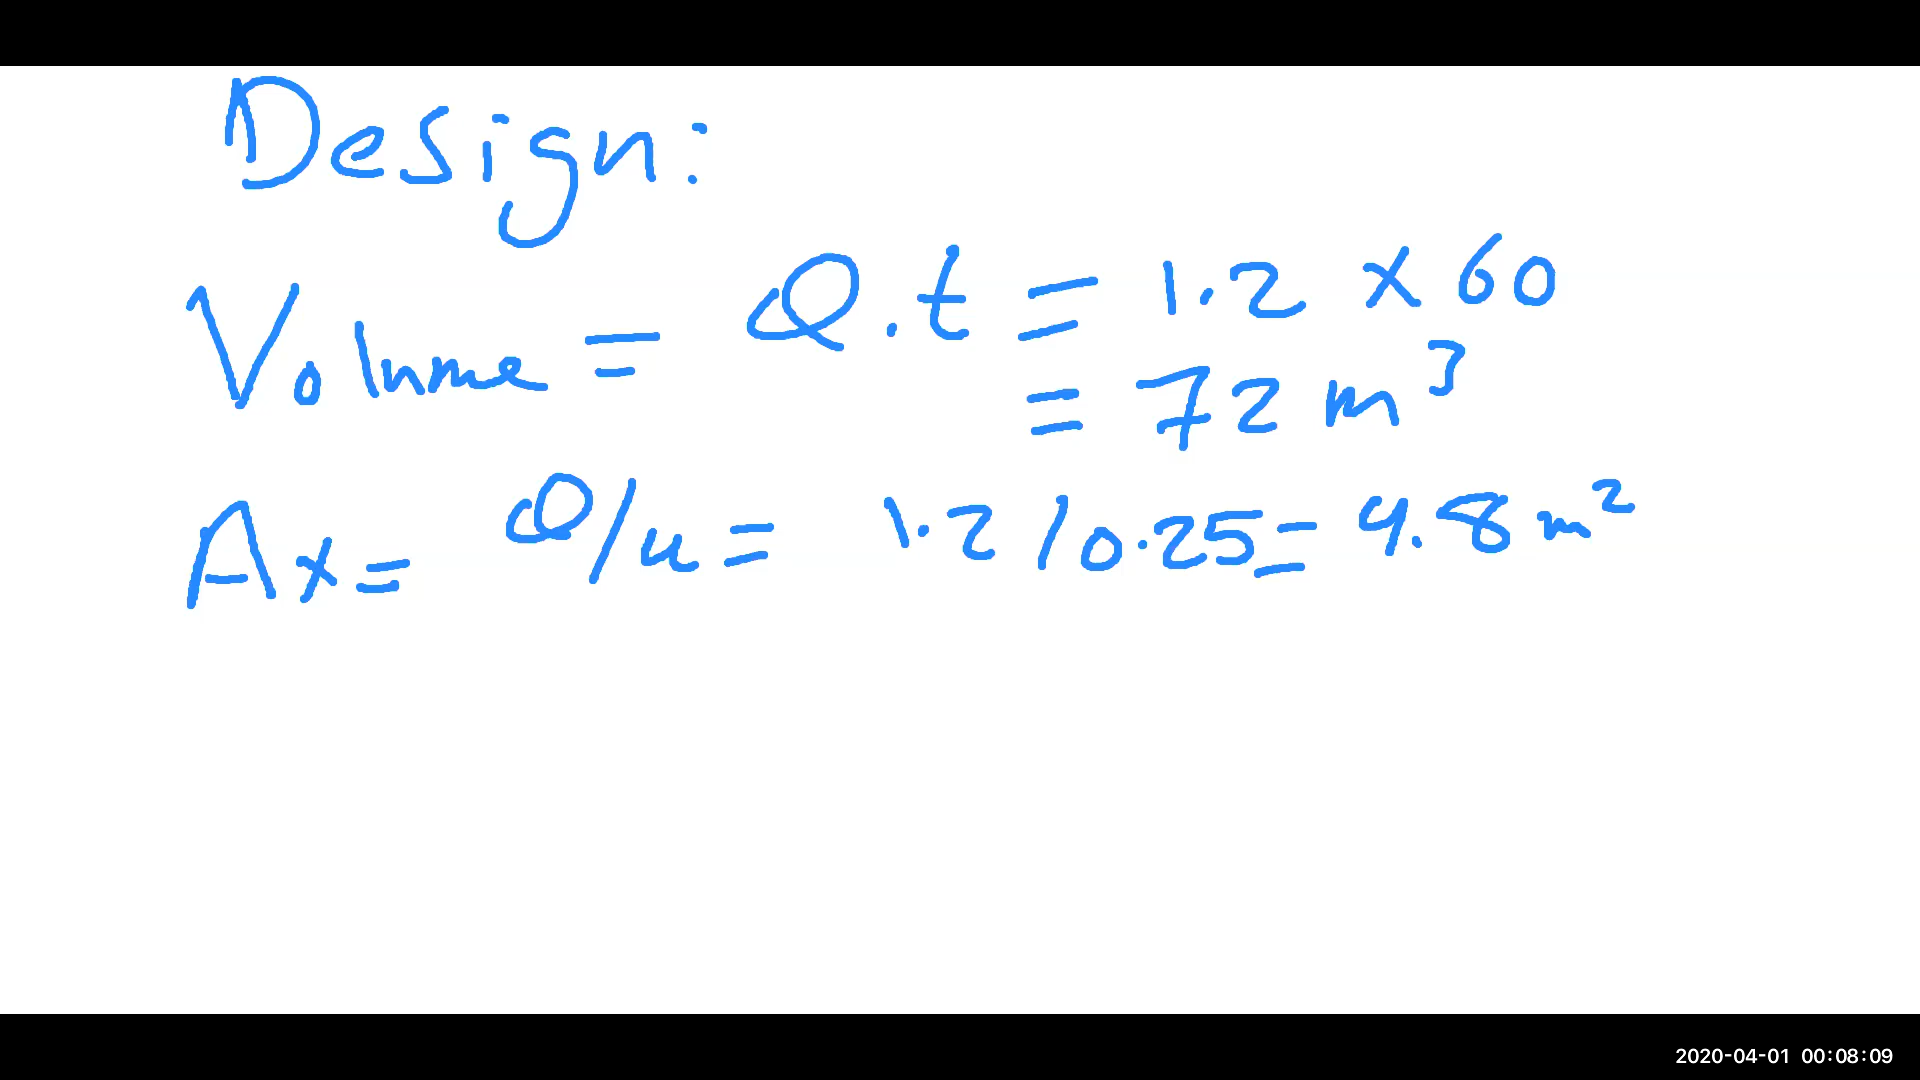 Design:
Volume = Q.t = 1.2 x 60
= 72 m³
Ax = Q/u = 1.2 / 0.25 = 4.8 m²
2020-04-01 00:08:09